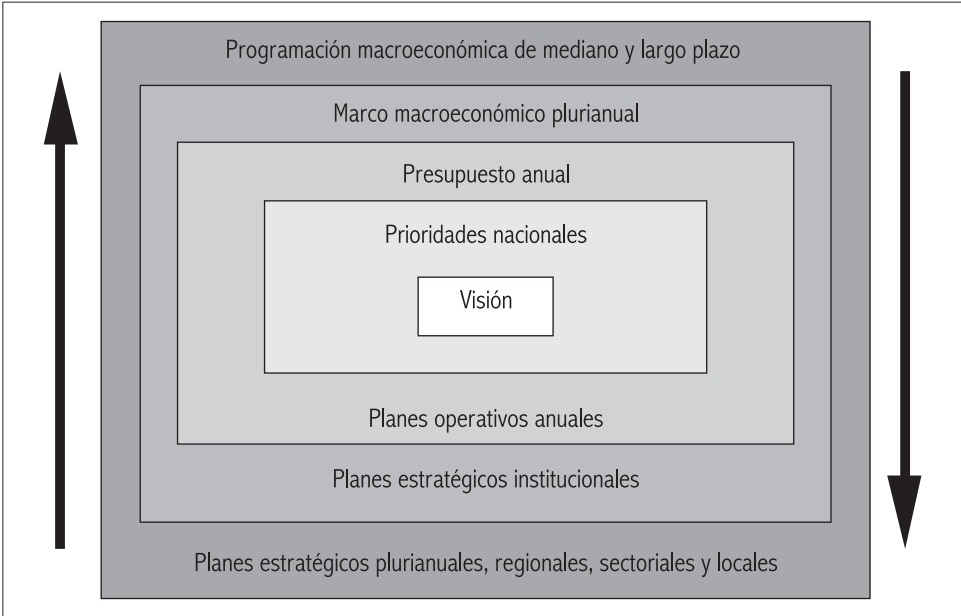 Programación macroeconómica de mediano y largo plazo
Marco macroeconómico plurianual
Presupuesto anual
Prioridades nacionales
Visión
Planes operativos anuales
Planes estratégicos institucionales
Planes estratégicos plurianuales, regionales, sectoriales y locales